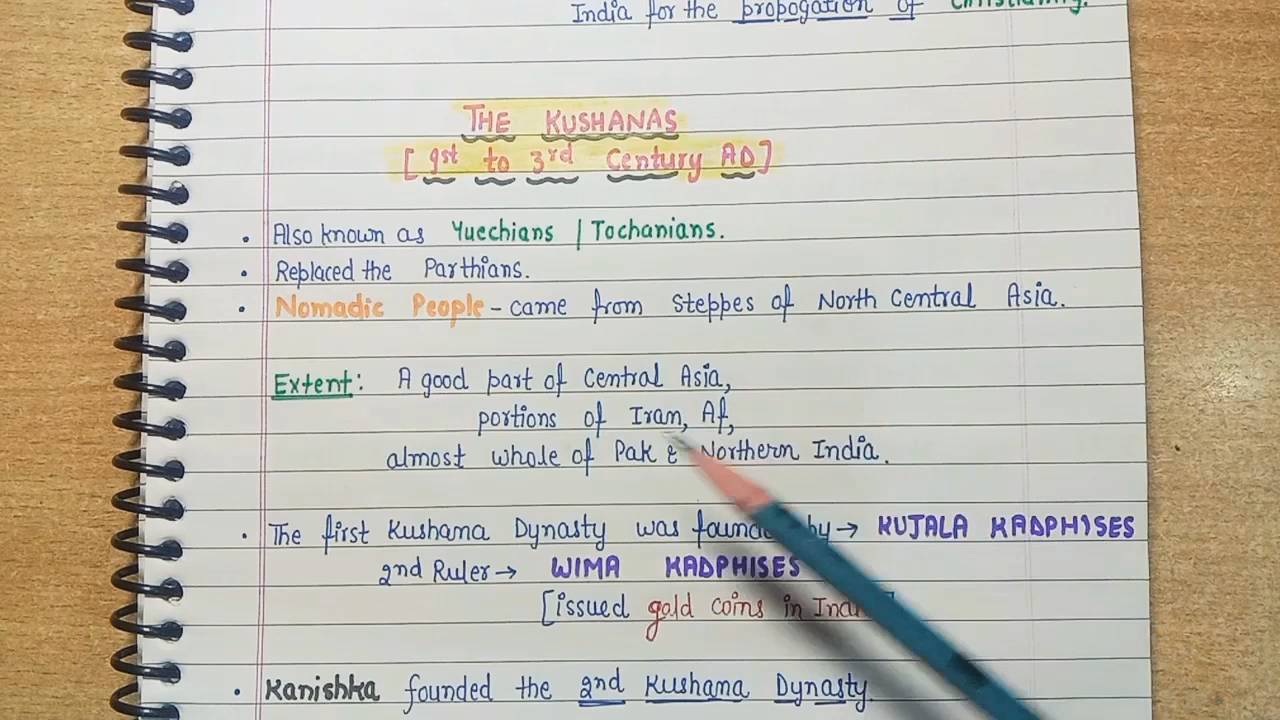 India for the propogation of Christianity.
THE KUSHANAS
[1st to 3rd Century AD]
• Also known as Yuechians / Tochanians.
• Replaced the Parthians.
• Nomadic People - came from steppes of North Central Asia.
Extent: A good part of Central Asia,
portions of Iran, Af,
almost whole of Pak & Northern India.
• The first Kushana Dynasty was founded by → KUJALA KADPHISES
2nd Ruler → WIMA KADPHISES
[issued gold coins in India]
• Kanishka founded the 2nd Kushana Dynasty.